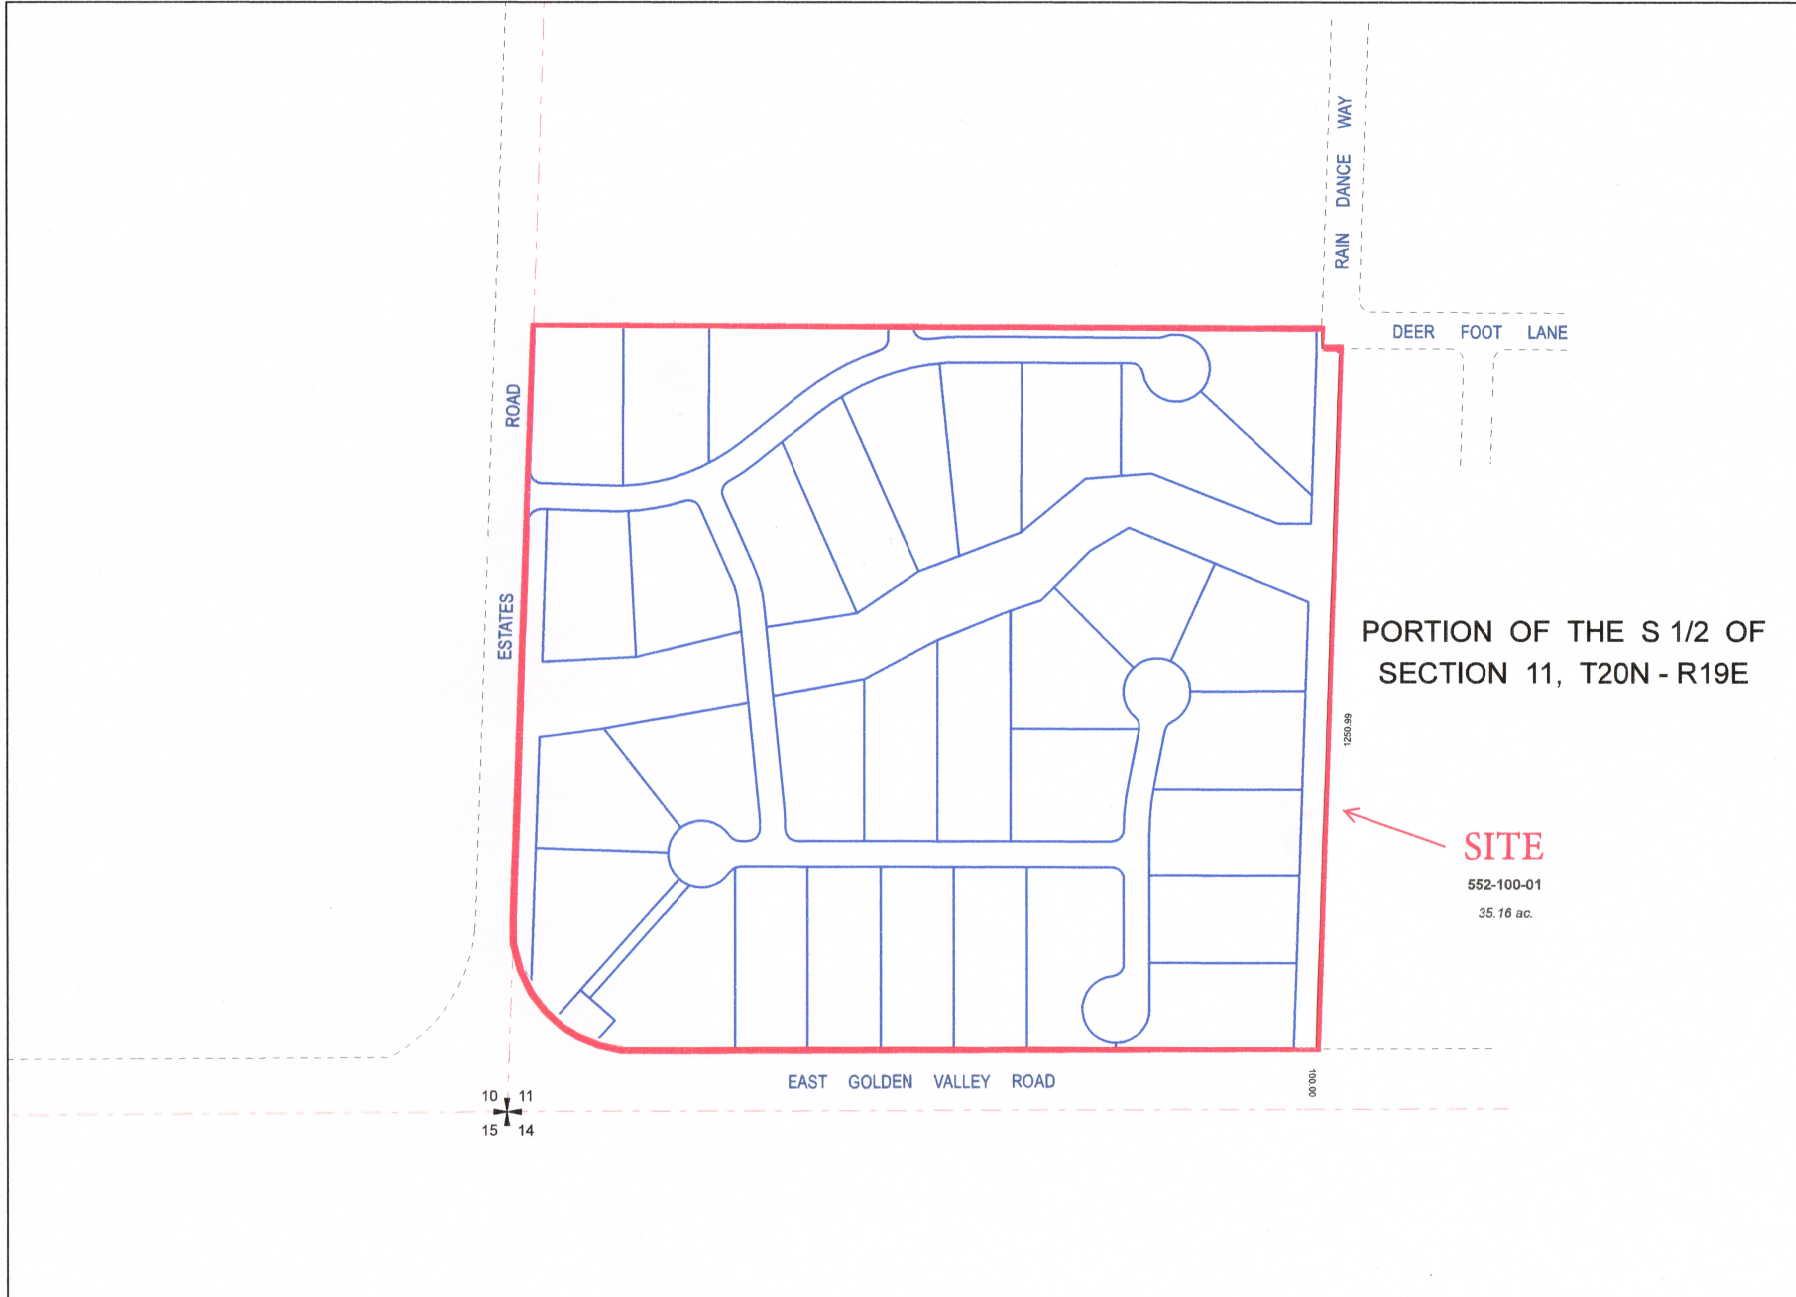 RAIN DANCE WAY
DEER FOOT LANE
ESTATES ROAD
PORTION OF THE S 1/2 OF
SECTION 11, T20N - R19E
1250.99
SITE
552-100-01
35.16 ac.
EAST GOLDEN VALLEY ROAD
100.00
10 11
15 14